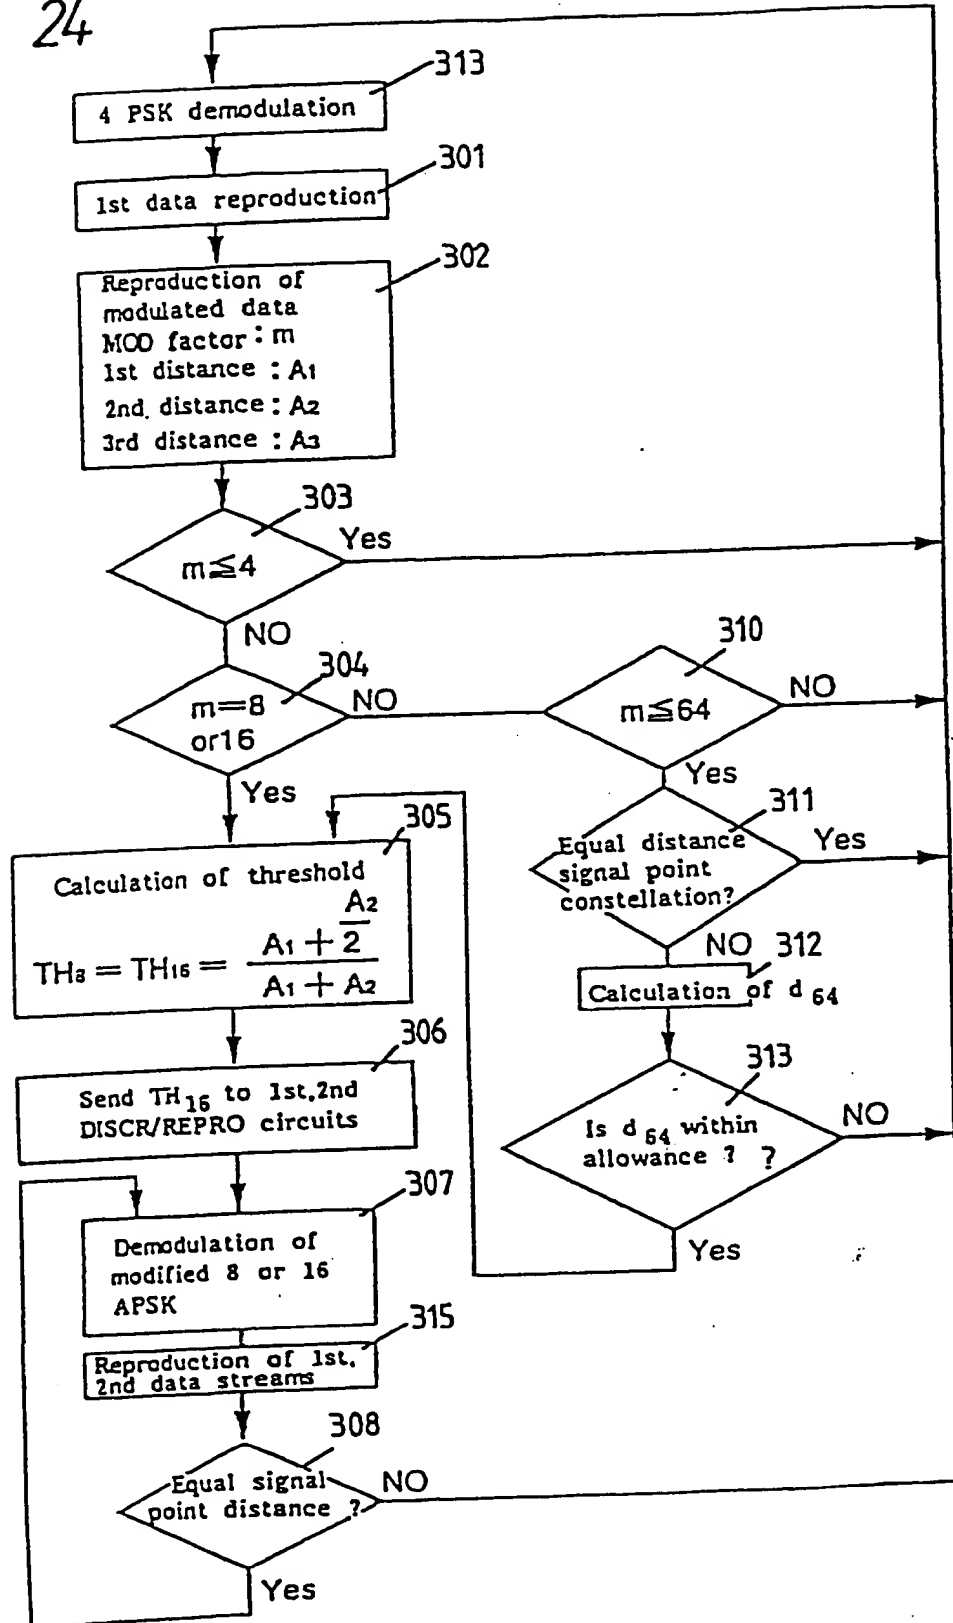 24
313
4 PSK demodulation
301
1st data reproduction
302
Reproduction of
modulated data
MOD factor : m
1st distance : A1
2nd. distance : A2
3rd distance : A3
303
m≦4
Yes
NO
304
m=8
or16
NO
Yes
310
m≦64
NO
Yes
311
Equal distance
signal point
constellation?
Yes
NO
312
Calculation of d 64
313
Is d 64 within
allowance ? ?
NO
Yes
305
Calculation of threshold
TH8 = TH16 = (A1 + A2/2) / (A1 + A2)
306
Send TH16 to 1st.2nd
DISCR/REPRO circuits
307
Demodulation of
modified 8 or 16
APSK
315
Reproduction of 1st.
2nd data streams
308
Equal signal
point distance ?
NO
Yes